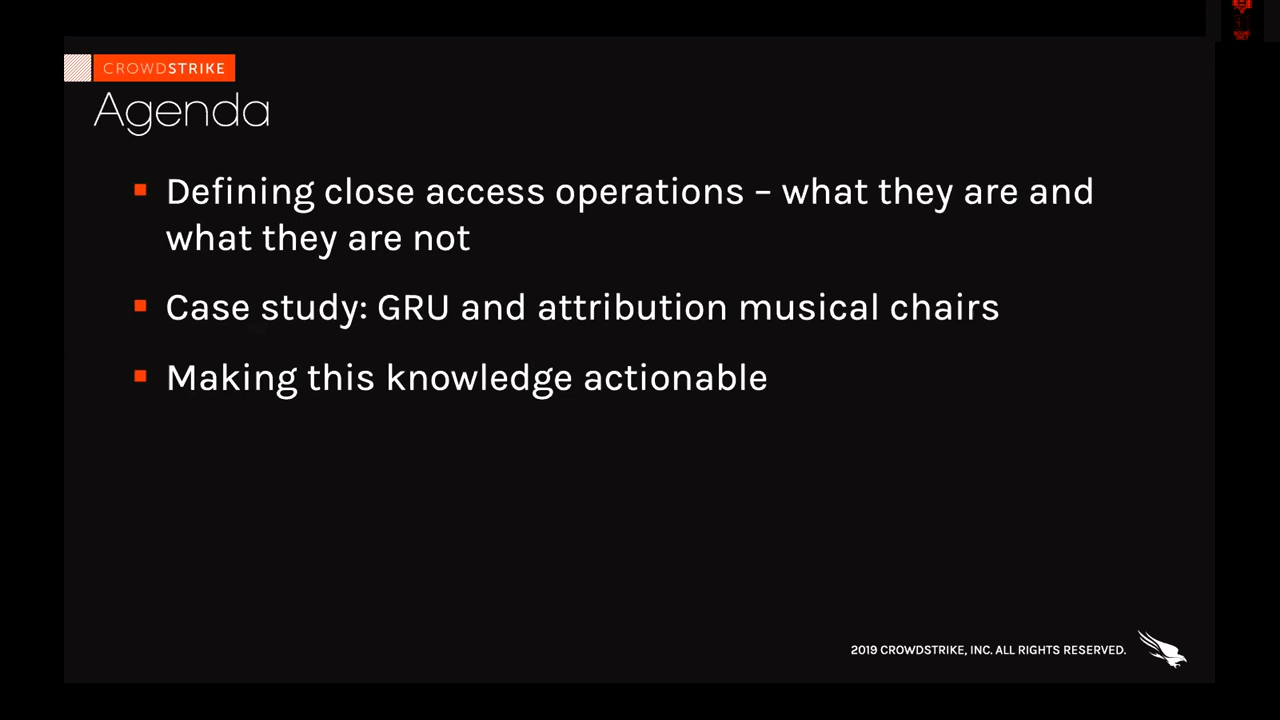 CROWDSTRIKE
Agenda
Defining close access operations – what they are and
what they are not
Case study: GRU and attribution musical chairs
Making this knowledge actionable
2019 CROWDSTRIKE, INC. ALL RIGHTS RESERVED.